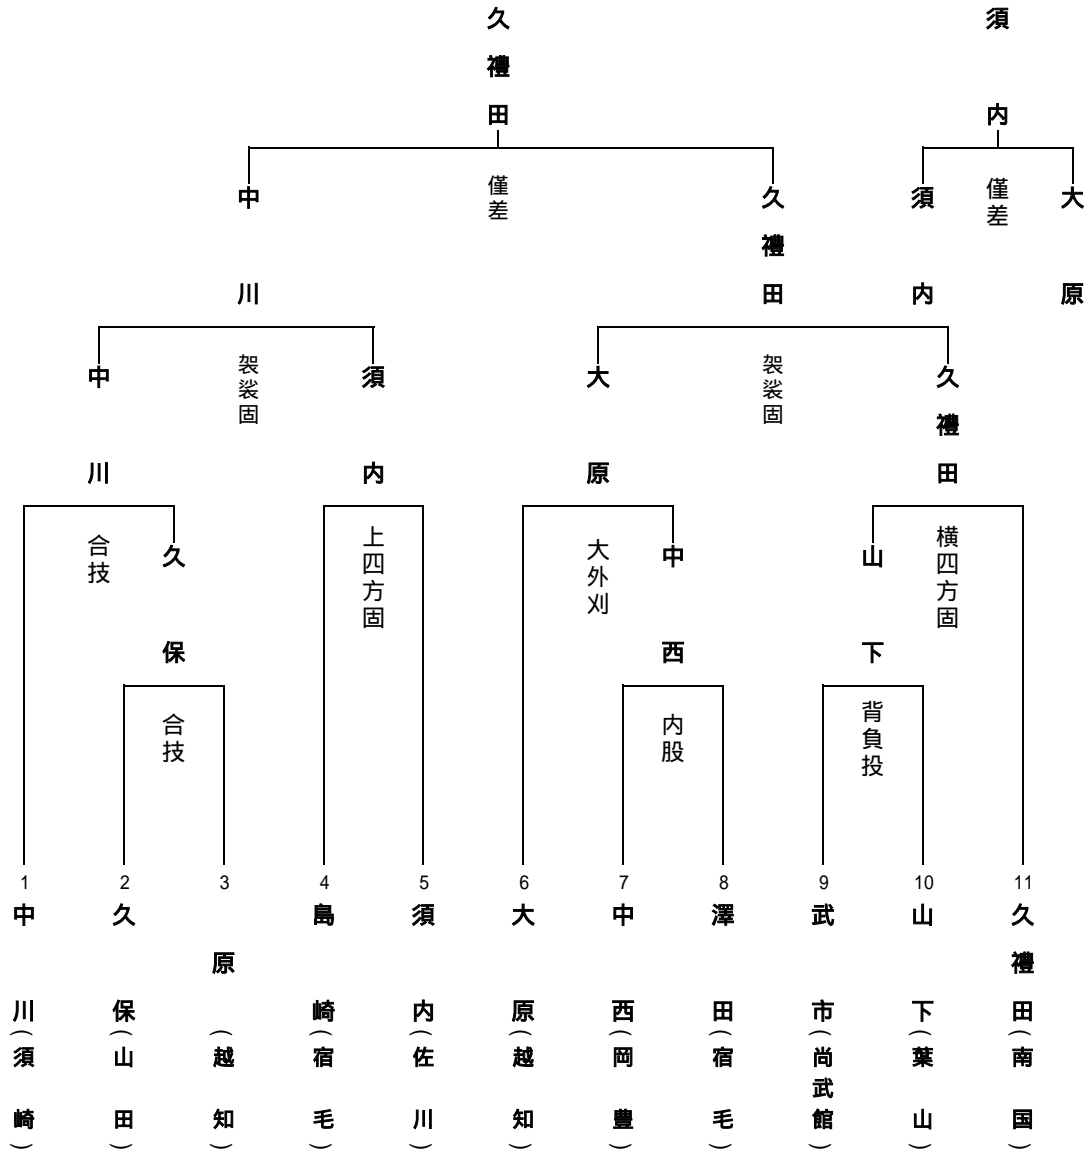 久禮田
須内
僅差
僅差
中川
久禮田
須内
大原
袈裟固
袈裟固
中川
須内
大原
久禮田
合技
上四方固
大外刈
横四方固
久保
中西
山下
合技
内股
背負投
1
2
3
4
5
6
7
8
9
10
11
中川(須崎)
久保(山田)
原(越知)
島崎(宿毛)
須内(佐川)
大原(越知)
中西(岡豊)
澤田(宿毛)
武市(尚武館)
山下(葉山)
久禮田(南国)